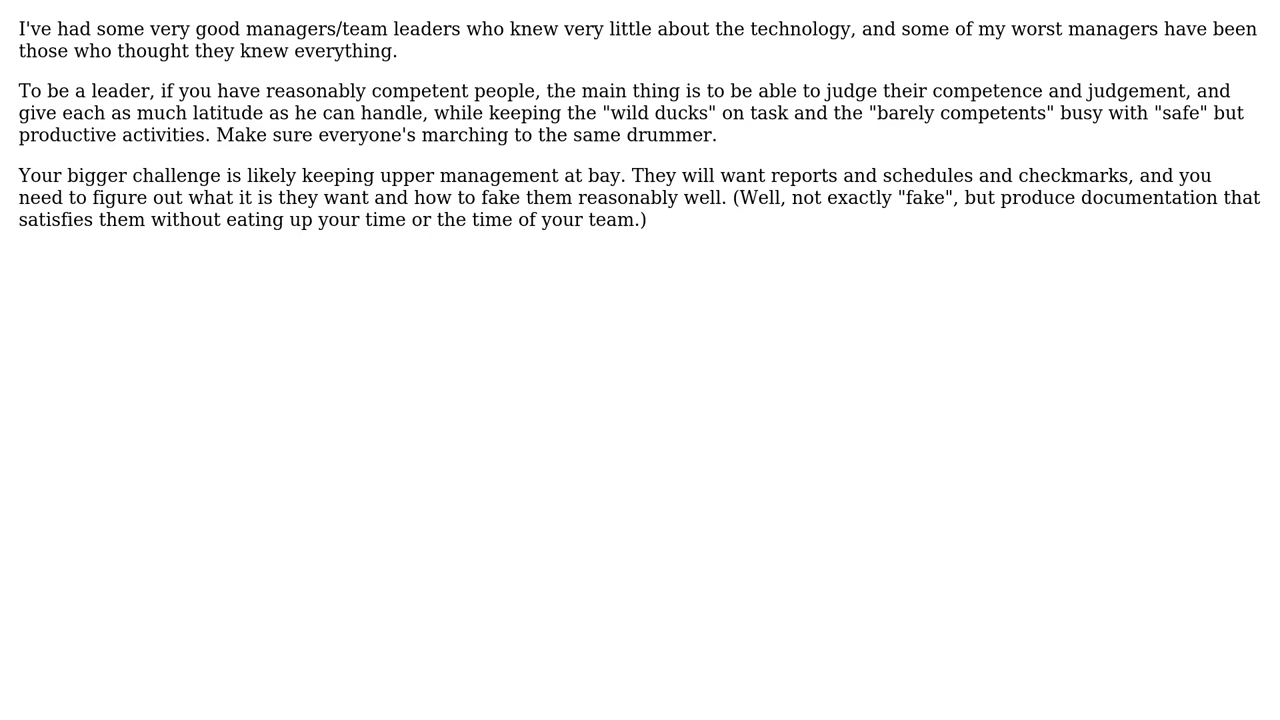 I've had some very good managers/team leaders who knew very little about the technology, and some of my worst managers have been
those who thought they knew everything.
To be a leader, if you have reasonably competent people, the main thing is to be able to judge their competence and judgement, and
give each as much latitude as he can handle, while keeping the "wild ducks" on task and the "barely competents" busy with "safe" but
productive activities. Make sure everyone's marching to the same drummer.
Your bigger challenge is likely keeping upper management at bay. They will want reports and schedules and checkmarks, and you
need to figure out what it is they want and how to fake them reasonably well. (Well, not exactly "fake", but produce documentation that
satisfies them without eating up your time or the time of your team.)